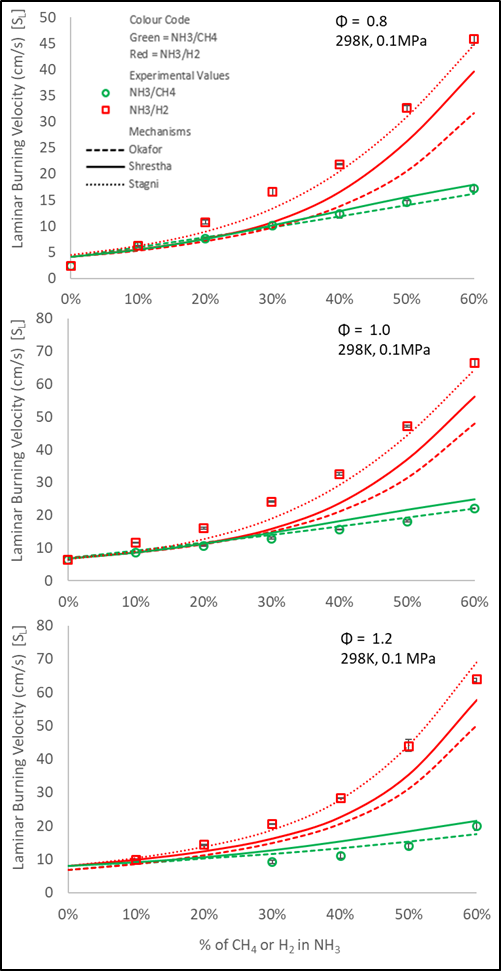 Laminar Burning Velocity (cm/s) [SL]
50
45
40
35
30
25
20
15
10
5
0
Colour Code
Green = NH3/CH4
Red = NH3/H2
Experimental Values
NH3/CH4
NH3/H2
Mechanisms
Okafor
Shrestha
Stagni
Φ = 0.8
298K, 0.1MPa
0% 10% 20% 30% 40% 50% 60%
Laminar Burning Velocity (cm/s) [SL]
80
70
60
50
40
30
20
10
0
Φ = 1.0
298K, 0.1MPa
0% 10% 20% 30% 40% 50% 60%
Laminar Burning Velocity (cm/s) [SL]
80
70
60
50
40
30
20
10
0
Φ = 1.2
298K, 0.1 MPa
0% 10% 20% 30% 40% 50% 60%
% of CH4 or H2 in NH3